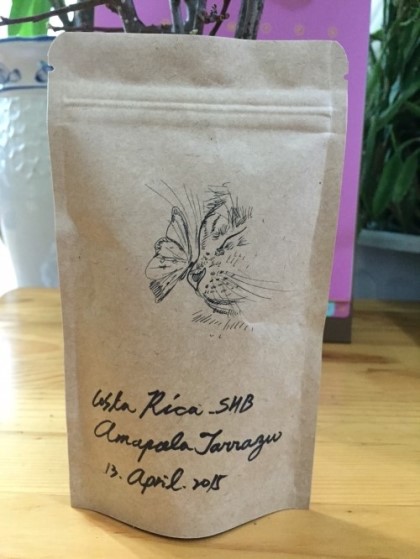 Costa Rica SHB
Amapola Tarrazu
13. April. 2015